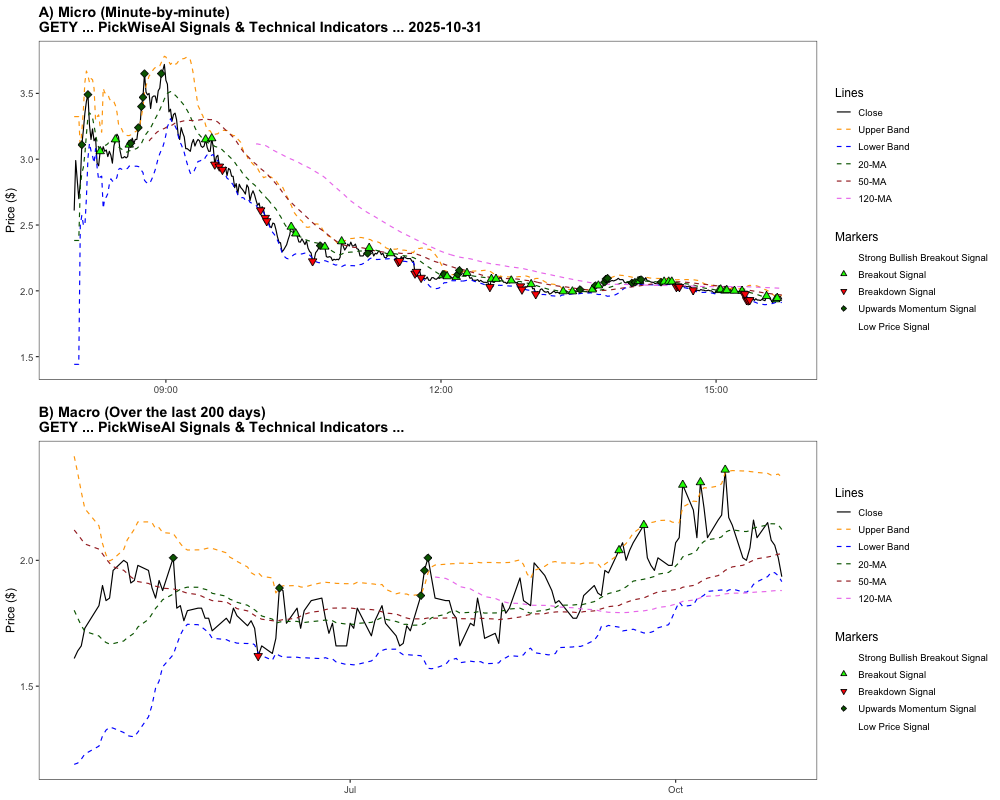 A) Micro (Minute-by-minute)
GETY ... PickWiseAI Signals & Technical Indicators ... 2025-10-31
Price ($)
3.5
3.0
2.5
2.0
1.5
09:00
12:00
15:00
Lines
Close
Upper Band
Lower Band
20-MA
50-MA
120-MA
Markers
Strong Bullish Breakout Signal
Breakout Signal
Breakdown Signal
Upwards Momentum Signal
Low Price Signal
B) Macro (Over the last 200 days)
GETY ... PickWiseAI Signals & Technical Indicators ...
Price ($)
2.0
1.5
Jul
Oct
Lines
Close
Upper Band
Lower Band
20-MA
50-MA
120-MA
Markers
Strong Bullish Breakout Signal
Breakout Signal
Breakdown Signal
Upwards Momentum Signal
Low Price Signal